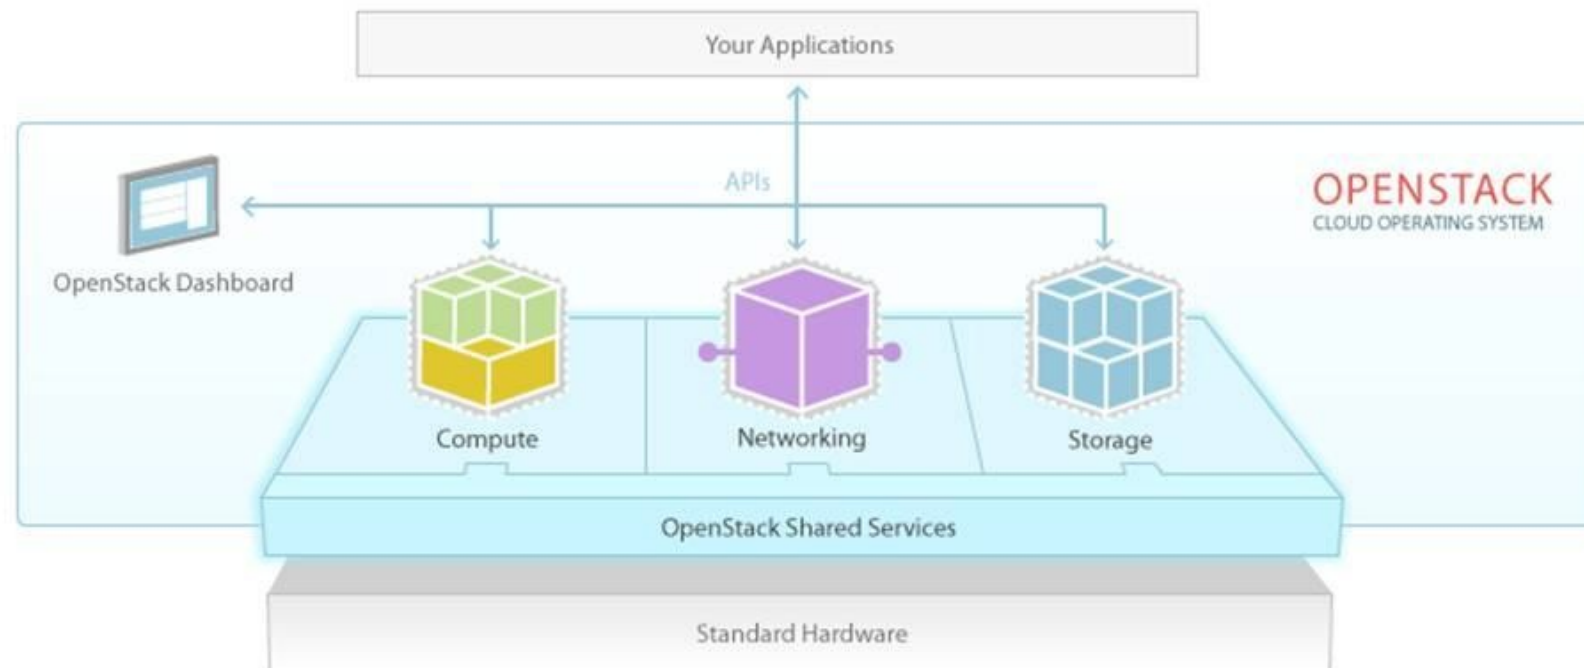 Your Applications
APIs
OPENSTACK
CLOUD OPERATING SYSTEM
OpenStack Dashboard
Compute
Networking
Storage
OpenStack Shared Services
Standard Hardware